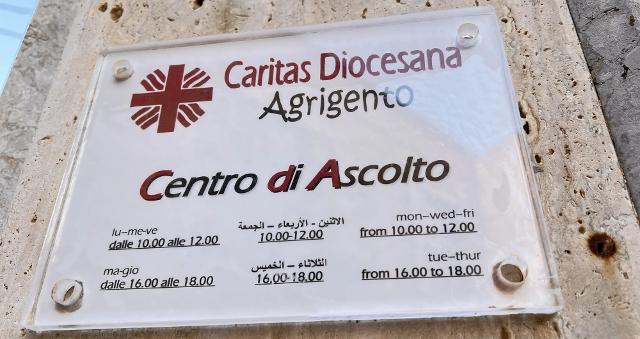 Caritas Diocesana
Agrigento
Centro di Ascolto
lu-me-ve
dalle 10.00 alle 12.00
الاثنين - الأربعاء – الجمعة
10.00-12.00
mon-wed-fri
from 10.00 to 12.00
ma-gio
dalle 16.00 alle 18.00
الثلاثاء – الخميس
16.00-18.00
tue-thur
from 16.00 to 18.00